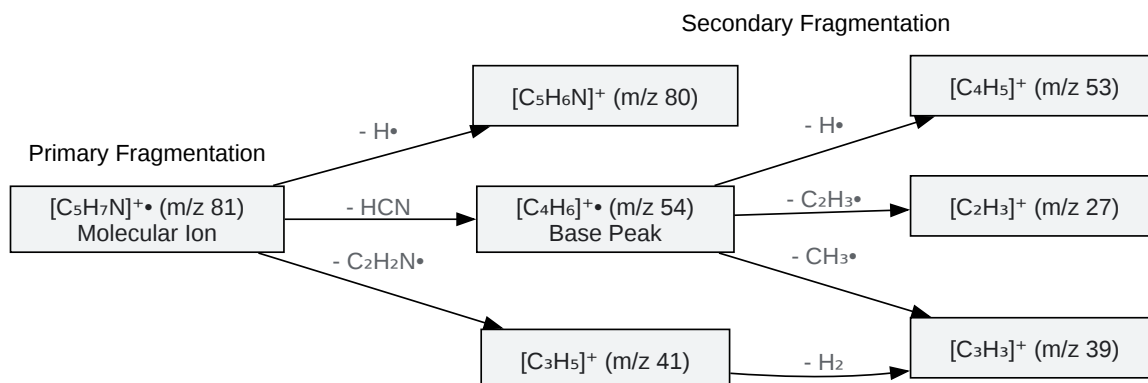 Secondary Fragmentation
[C₅H₆N]⁺ (m/z 80)
[C₄H₅]⁺ (m/z 53)
- H•
- H•
Primary Fragmentation
[C₅H₇N]⁺• (m/z 81)
Molecular Ion
- HCN
[C₄H₆]⁺• (m/z 54)
Base Peak
- C₂H₃•
[C₂H₃]⁺ (m/z 27)
- C₂H₂N•
- CH₃•
[C₃H₅]⁺ (m/z 41)
- H₂
[C₃H₃]⁺ (m/z 39)